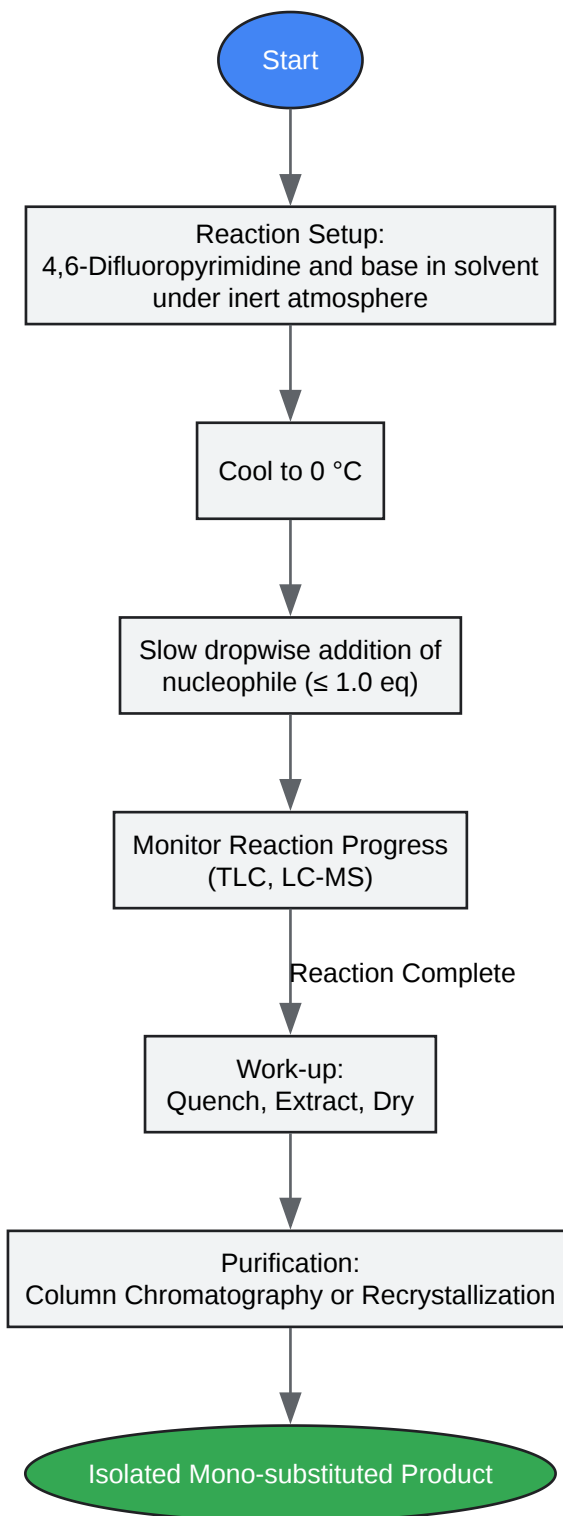 Start
Reaction Setup:
4,6-Difluoropyrimidine and base in solvent
under inert atmosphere
Cool to 0 °C
Slow dropwise addition of
nucleophile (≤ 1.0 eq)
Monitor Reaction Progress
(TLC, LC-MS)
Reaction Complete
Work-up:
Quench, Extract, Dry
Purification:
Column Chromatography or Recrystallization
Isolated Mono-substituted Product